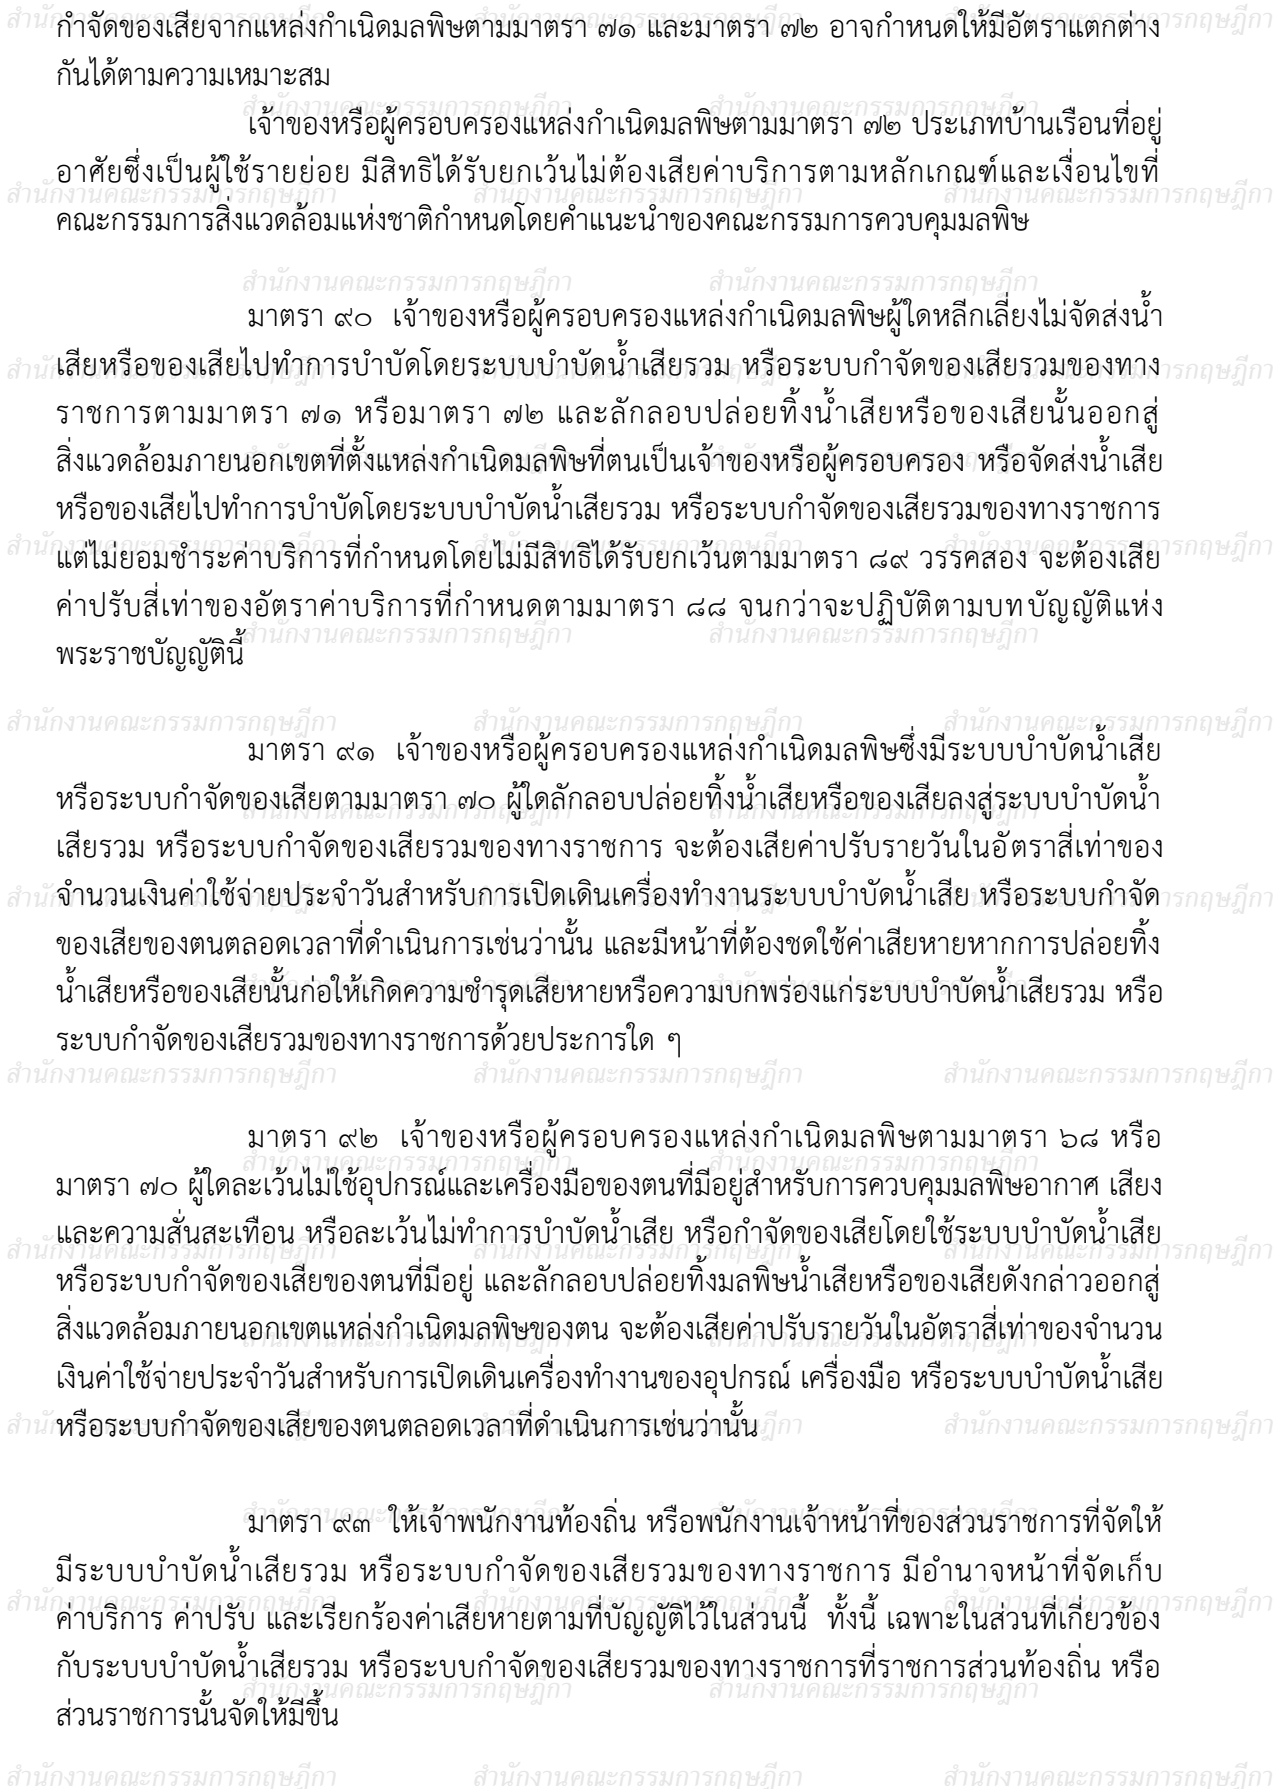 กำจัดของเสียจากแหล่งกำเนิดมลพิษตามมาตรา ๗๑ และมาตรา ๗๒ อาจกำหนดให้มีอัตราแตกต่าง
กันได้ตามความเหมาะสม
เจ้าของหรือผู้ครอบครองแหล่งกำเนิดมลพิษตามมาตรา ๗๒ ประเภทบ้านเรือนที่อยู่
อาศัยซึ่งเป็นผู้ใช้รายย่อย มีสิทธิได้รับยกเว้นไม่ต้องเสียค่าบริการตามหลักเกณฑ์และเงื่อนไขที่
คณะกรรมการสิ่งแวดล้อมแห่งชาติกำหนดโดยคำแนะนำของคณะกรรมการควบคุมมลพิษ
มาตรา ๙๐ เจ้าของหรือผู้ครอบครองแหล่งกำเนิดมลพิษผู้ใดหลีกเลี่ยงไม่จัดส่งน้ำ
เสียหรือของเสียไปทำการบำบัดโดยระบบบำบัดน้ำเสียรวม หรือระบบกำจัดของเสียรวมของทาง
ราชการตามมาตรา ๗๑ หรือมาตรา ๗๒ และลักลอบปล่อยทิ้งน้ำเสียหรือของเสียนั้นออกสู่
สิ่งแวดล้อมภายนอกเขตที่ตั้งแหล่งกำเนิดมลพิษที่ตนเป็นเจ้าของหรือผู้ครอบครอง หรือจัดส่งน้ำเสีย
หรือของเสียไปทำการบำบัดโดยระบบบำบัดน้ำเสียรวม หรือระบบกำจัดของเสียรวมของทางราชการ
แต่ไม่ยอมชำระค่าบริการที่กำหนดโดยไม่มีสิทธิได้รับยกเว้นตามมาตรา ๘๙ วรรคสอง จะต้องเสีย
ค่าปรับสี่เท่าของอัตราค่าบริการที่กำหนดตามมาตรา ๘๘ จนกว่าจะปฏิบัติตามบทบัญญัติแห่ง
พระราชบัญญัตินี้
มาตรา ๙๑ เจ้าของหรือผู้ครอบครองแหล่งกำเนิดมลพิษซึ่งมีระบบบำบัดน้ำเสีย
หรือระบบกำจัดของเสียตามมาตรา ๗๐ ผู้ใดลักลอบปล่อยทิ้งน้ำเสียหรือของเสียลงสู่ระบบบำบัดน้ำ
เสียรวม หรือระบบกำจัดของเสียรวมของทางราชการ จะต้องเสียค่าปรับรายวันในอัตราสี่เท่าของ
จำนวนเงินค่าใช้จ่ายประจำวันสำหรับการเปิดเดินเครื่องทำงานระบบบำบัดน้ำเสีย หรือระบบกำจัด
ของเสียของตนตลอดเวลาที่ดำเนินการเช่นว่านั้น และมีหน้าที่ต้องชดใช้ค่าเสียหายหากการปล่อยทิ้ง
น้ำเสียหรือของเสียนั้นก่อให้เกิดความชำรุดเสียหายหรือความบกพร่องแก่ระบบบำบัดน้ำเสียรวม หรือ
ระบบกำจัดของเสียรวมของทางราชการด้วยประการใด ๆ
มาตรา ๙๒ เจ้าของหรือผู้ครอบครองแหล่งกำเนิดมลพิษตามมาตรา ๖๘ หรือ
มาตรา ๗๐ ผู้ใดละเว้นไม่ใช้อุปกรณ์และเครื่องมือของตนที่มีอยู่สำหรับการควบคุมมลพิษอากาศ เสียง
และความสั่นสะเทือน หรือละเว้นไม่ทำการบำบัดน้ำเสีย หรือกำจัดของเสียโดยใช้ระบบบำบัดน้ำเสีย
หรือระบบกำจัดของเสียของตนที่มีอยู่ และลักลอบปล่อยทิ้งมลพิษน้ำเสียหรือของเสียดังกล่าวออกสู่
สิ่งแวดล้อมภายนอกเขตแหล่งกำเนิดมลพิษของตน จะต้องเสียค่าปรับรายวันในอัตราสี่เท่าของจำนวน
เงินค่าใช้จ่ายประจำวันสำหรับการเปิดเดินเครื่องทำงานของอุปกรณ์ เครื่องมือ หรือระบบบำบัดน้ำเสีย
หรือระบบกำจัดของเสียของตนตลอดเวลาที่ดำเนินการเช่นว่านั้น
มาตรา ๙๓ ให้เจ้าพนักงานท้องถิ่น หรือพนักงานเจ้าหน้าที่ของส่วนราชการที่จัดให้
มีระบบบำบัดน้ำเสียรวม หรือระบบกำจัดของเสียรวมของทางราชการ มีอำนาจหน้าที่จัดเก็บ
ค่าบริการ ค่าปรับ และเรียกร้องค่าเสียหายตามที่บัญญัติไว้ในส่วนนี้ ทั้งนี้ เฉพาะในส่วนที่เกี่ยวข้อง
กับระบบบำบัดน้ำเสียรวม หรือระบบกำจัดของเสียรวมของทางราชการที่ราชการส่วนท้องถิ่น หรือ
ส่วนราชการนั้นจัดให้มีขึ้น
สำนักงานคณะกรรมการกฤษฎีกา สำนักงานคณะกรรมการกฤษฎีกา สำนักงานคณะกรรมการกฤษฎีกา